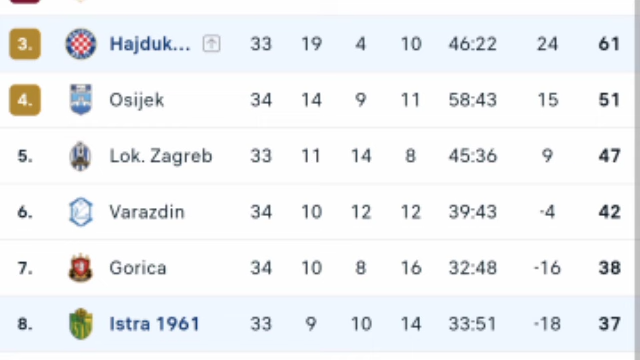 3. Hajduk... 33 19 4 10 46:22 24 61
4. Osijek 34 14 9 11 58:43 15 51
5. Lok. Zagreb 33 11 14 8 45:36 9 47
6. Varazdin 34 10 12 12 39:43 -4 42
7. Gorica 34 10 8 16 32:48 -16 38
8. Istra 1961 33 9 10 14 33:51 -18 37